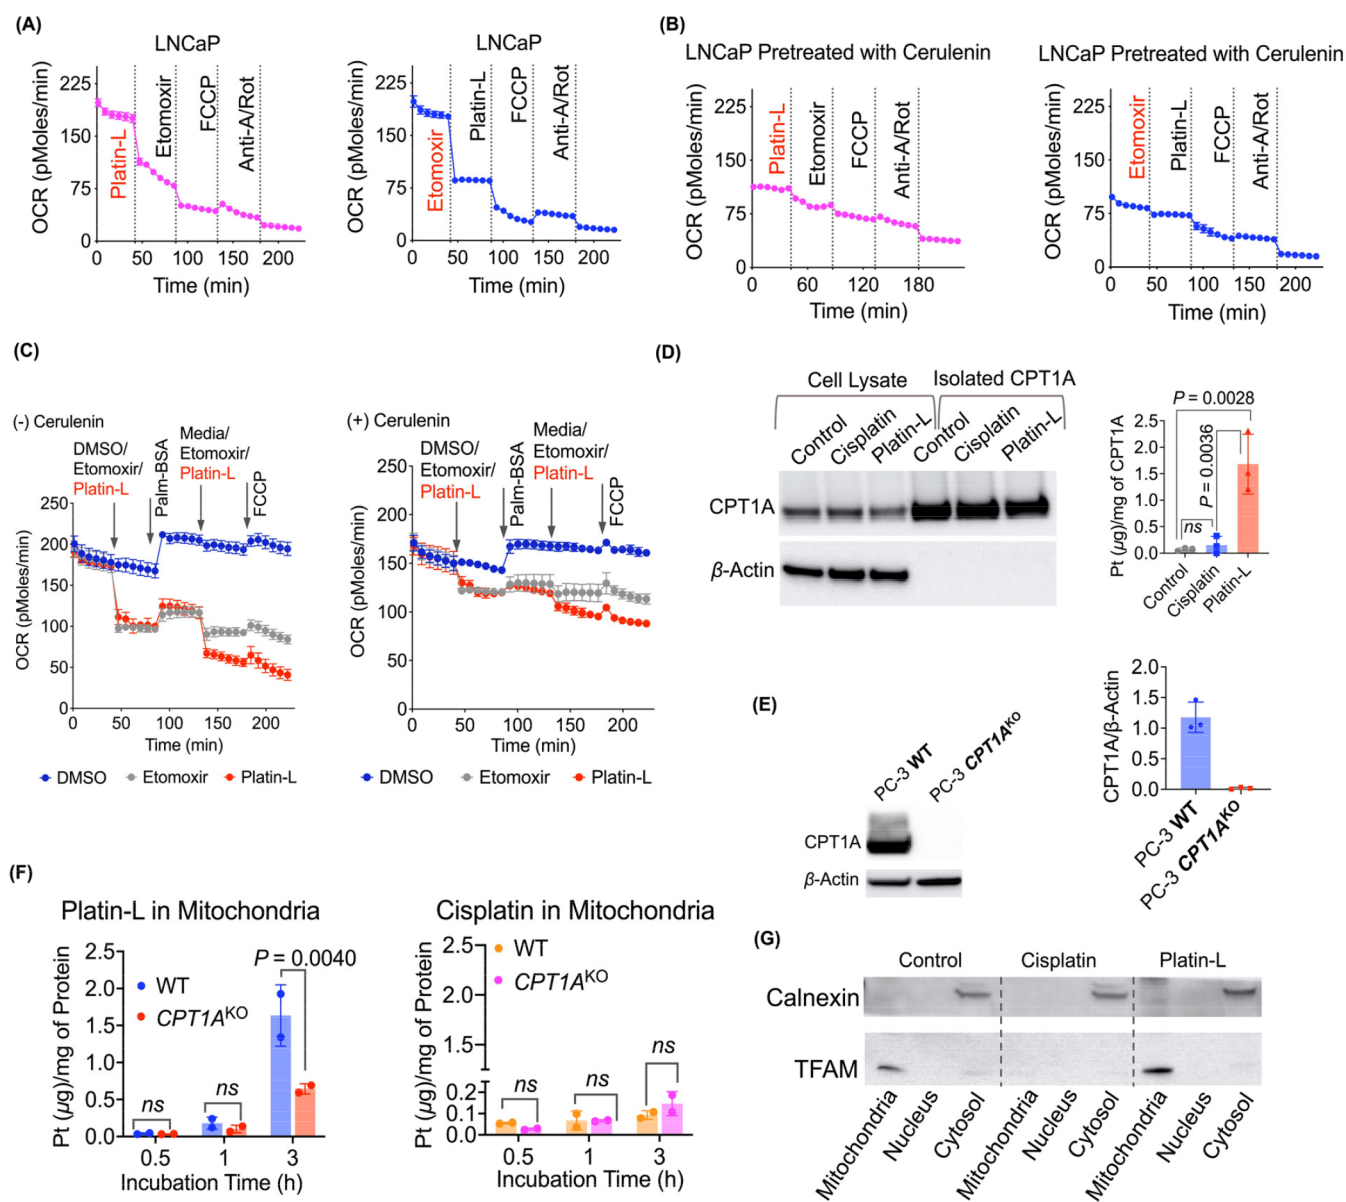 (A)
LNCaP
OCR (pMoles/min)
225
150
75
0
Platin-L
Etomoxir
FCCP
Anti-A/Rot
0 50 100 150 200
Time (min)
LNCaP
OCR (pMoles/min)
225
150
75
0
Etomoxir
Platin-L
FCCP
Anti-A/Rot
0 50 100 150 200
Time (min)
(B)
LNCaP Pretreated with Cerulenin
OCR (pMoles/min)
225
150
75
0
Platin-L
Etomoxir
FCCP
Anti-A/Rot
0 60 120 180
Time (min)
LNCaP Pretreated with Cerulenin
OCR (pMoles/min)
225
150
75
0
Etomoxir
Platin-L
FCCP
Anti-A/Rot
0 50 100 150 200
Time (min)
(C)
(-) Cerulenin
DMSO/
Etomoxir/
Platin-L
Palm-BSA
Media/
Etomoxir/
Platin-L
FCCP
OCR (pMoles/min)
250
200
150
100
50
0
0 50 100 150 200
Time (min)
DMSO Etomoxir Platin-L
(+) Cerulenin
DMSO/
Etomoxir/
Platin-L
Palm-BSA
Media/
Etomoxir/
Platin-L
FCCP
OCR (pMoles/min)
250
200
150
100
50
0
0 50 100 150 200
Time (min)
DMSO Etomoxir Platin-L
(D)
Cell Lysate Isolated CPT1A
Control Cisplatin Platin-L Control Cisplatin Platin-L
CPT1A
β-Actin
P = 0.0028
P = 0.0036
ns
Pt (µg)/mg of CPT1A
2.5
2.0
1.5
1.0
0.5
0.0
Control Cisplatin Platin-L
(E)
PC-3 WT PC-3 CPT1A KO
CPT1A
β-Actin
CPT1A/β-Actin
2.0
1.5
1.0
0.5
0.0
PC-3 WT
PC-3 CPT1A KO
(F)
Platin-L in Mitochondria
P = 0.0040
WT
CPT1A KO
ns ns
Pt (µg)/mg of Protein
2.5
2.0
1.5
1.0
0.5
0.0
0.5 1 3
Incubation Time (h)
Cisplatin in Mitochondria
WT
CPT1A KO
ns ns ns
Pt (µg)/mg of Protein
2.5
2.0
1.5
0.2
0.1
0.0
0.5 1 3
Incubation Time (h)
(G)
Control Cisplatin Platin-L
Calnexin
TFAM
Mitochondria Nucleus Cytosol Mitochondria Nucleus Cytosol Mitochondria Nucleus Cytosol